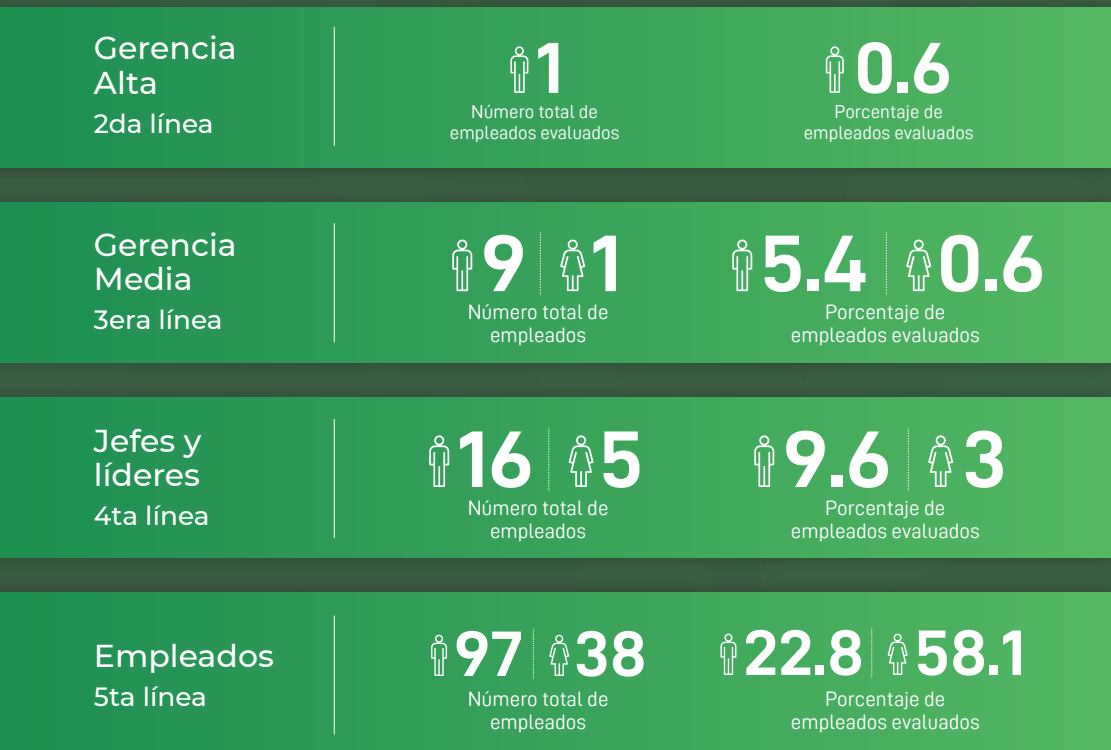 Gerencia
Alta
2da línea
1
Número total de
empleados evaluados
0.6
Porcentaje de
empleados evaluados
Gerencia
Media
3era línea
9 1
Número total de
empleados
5.4 0.6
Porcentaje de
empleados evaluados
Jefes y
líderes
4ta línea
16 5
Número total de
empleados
9.6 3
Porcentaje de
empleados evaluados
Empleados
5ta línea
97 38
Número total de
empleados
22.8 58.1
Porcentaje de
empleados evaluados